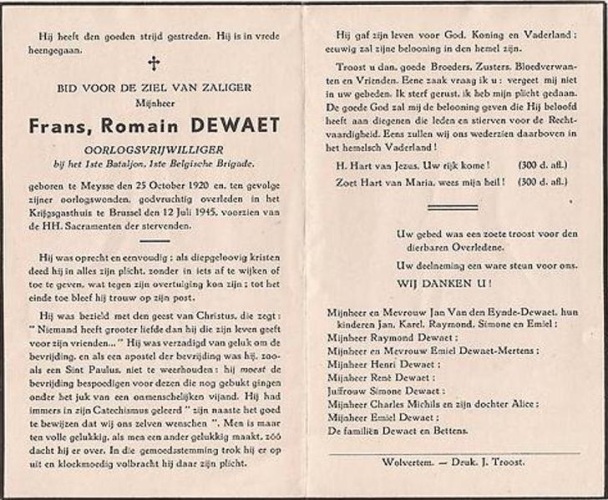 Hij heeft den goeden strijd gestreden. Hij is in vrede
heengegaan.
BID VOOR DE ZIEL VAN ZALIGER
Mijnheer
Frans, Romain DEWAET
OORLOGSVRIJWILLIGER
bij het 1ste Bataljon, 1ste Belgische Brigade,
geboren te Meysse den 25 October 1920 en, ten gevolge
zijner oorlogswonden, godvruchtig overleden in het
Krijgsgasthuis te Brussel den 12 Juli 1945, voorzien van
de HH. Sacramenten der stervenden.
Hij was oprecht en eenvoudig; als diepgeloovig kristen
deed hij in alles zijn plicht, zonder in iets af te wijken of
toe te geven, wat tegen zijn overtuiging kon zijn; tot het
einde toe bleef hij trouw op zijn post.
Hij was bezield met den geest van Christus, die zegt:
" Niemand heeft grooter liefde dan hij die zijn leven geeft
voor zijn vrienden..." Hij was verzadigd van geluk om de
bevrijding, en als een apostel der bevrijding was hij, zoo-
als een Sint Paulus, niet te weerhouden: hij moest de
bevrijding bespoedigen voor dezen die nog gebukt gingen
onder het juk van een onmenschelijken vijand. Hij had
immers in zijn Catechismus geleerd " zijn naaste het goed
te bewijzen dat wij ons zelven wenschen ". Men is maar
ten volle gelukkig, als men een ander gelukkig maakt, zóó
dacht hij er over. In die gemoedsstemming trok hij er op
uit en kloekmoedig volbracht hij daar zijn plicht.
Hij gaf zijn leven voor God, Koning en Vaderland;
eeuwig zal zijne belooning in den hemel zijn.
Troost u dan, goede Broeders, Zusters, Bloedverwan-
ten en Vrienden. Eene zaak vraag ik u: vergeet mij niet
in uw gebeden. Ik sterf gerust, ik heb mijn plicht gedaan.
De goede God zal mij de belooning geven die Hij beloofd
heeft aan diegenen die leden en stierven voor de Recht-
vaardigheid. Eens zullen wij ons wederzien daarboven in
het hemelsch Vaderland!
H. Hart van Jezus, Uw rijk kome! (300 d. afl.)
Zoet Hart van Maria, wees mijn heil! (300 d. afl.)
Uw gebed was een zoete troost voor den
dierbaren Overledene.
Uw deelneming een ware steun voor ons.
WIJ DANKEN U!
Mijnheer en Mevrouw Jan Van den Eynde-Dewaet, hun
kinderen Jan, Karel, Raymond, Simone en Emiel;
Mijnheer Raymond Dewaet;
Mijnheer en Mevrouw Emiel Dewaet-Mertens;
Mijnheer Henri Dewaet;
Mijnheer René Dewaet;
Juffrouw Simone Dewaet;
Mijnheer Charles Michils en zijn dochter Alice;
Mijnheer Emiel Dewaet;
De familiën Dewaet en Bettens.
Wolvertem. — Druk. J. Troost.